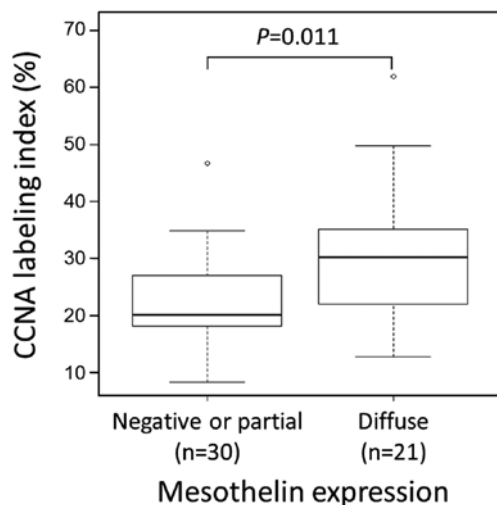 P=0.011
CCNA labeling index (%)
70
60
50
40
30
20
10
Negative or partial Diffuse
(n=30) (n=21)
Mesothelin expression